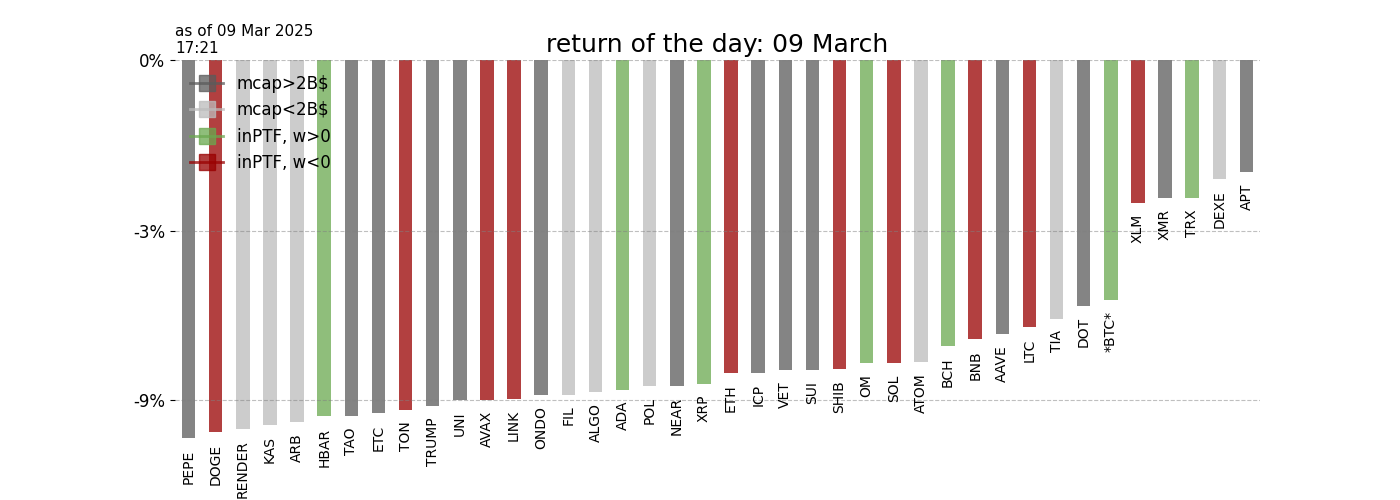 as of 09 Mar 2025
17:21
return of the day: 09 March
0%
-3%
-9%
mcap>2B$
mcap<2B$
inPTF, w>0
inPTF, w<0
PEPE
DOGE
RENDER
KAS
ARB
HBAR
TAO
ETC
TON
TRUMP
UNI
AVAX
LINK
ONDO
FIL
ALGO
ADA
POL
NEAR
XRP
ETH
ICP
VET
SUI
SHIB
OM
SOL
ATOM
BCH
BNB
AAVE
LTC
TIA
DOT
*BTC*
XLM
XMR
TRX
DEXE
APT